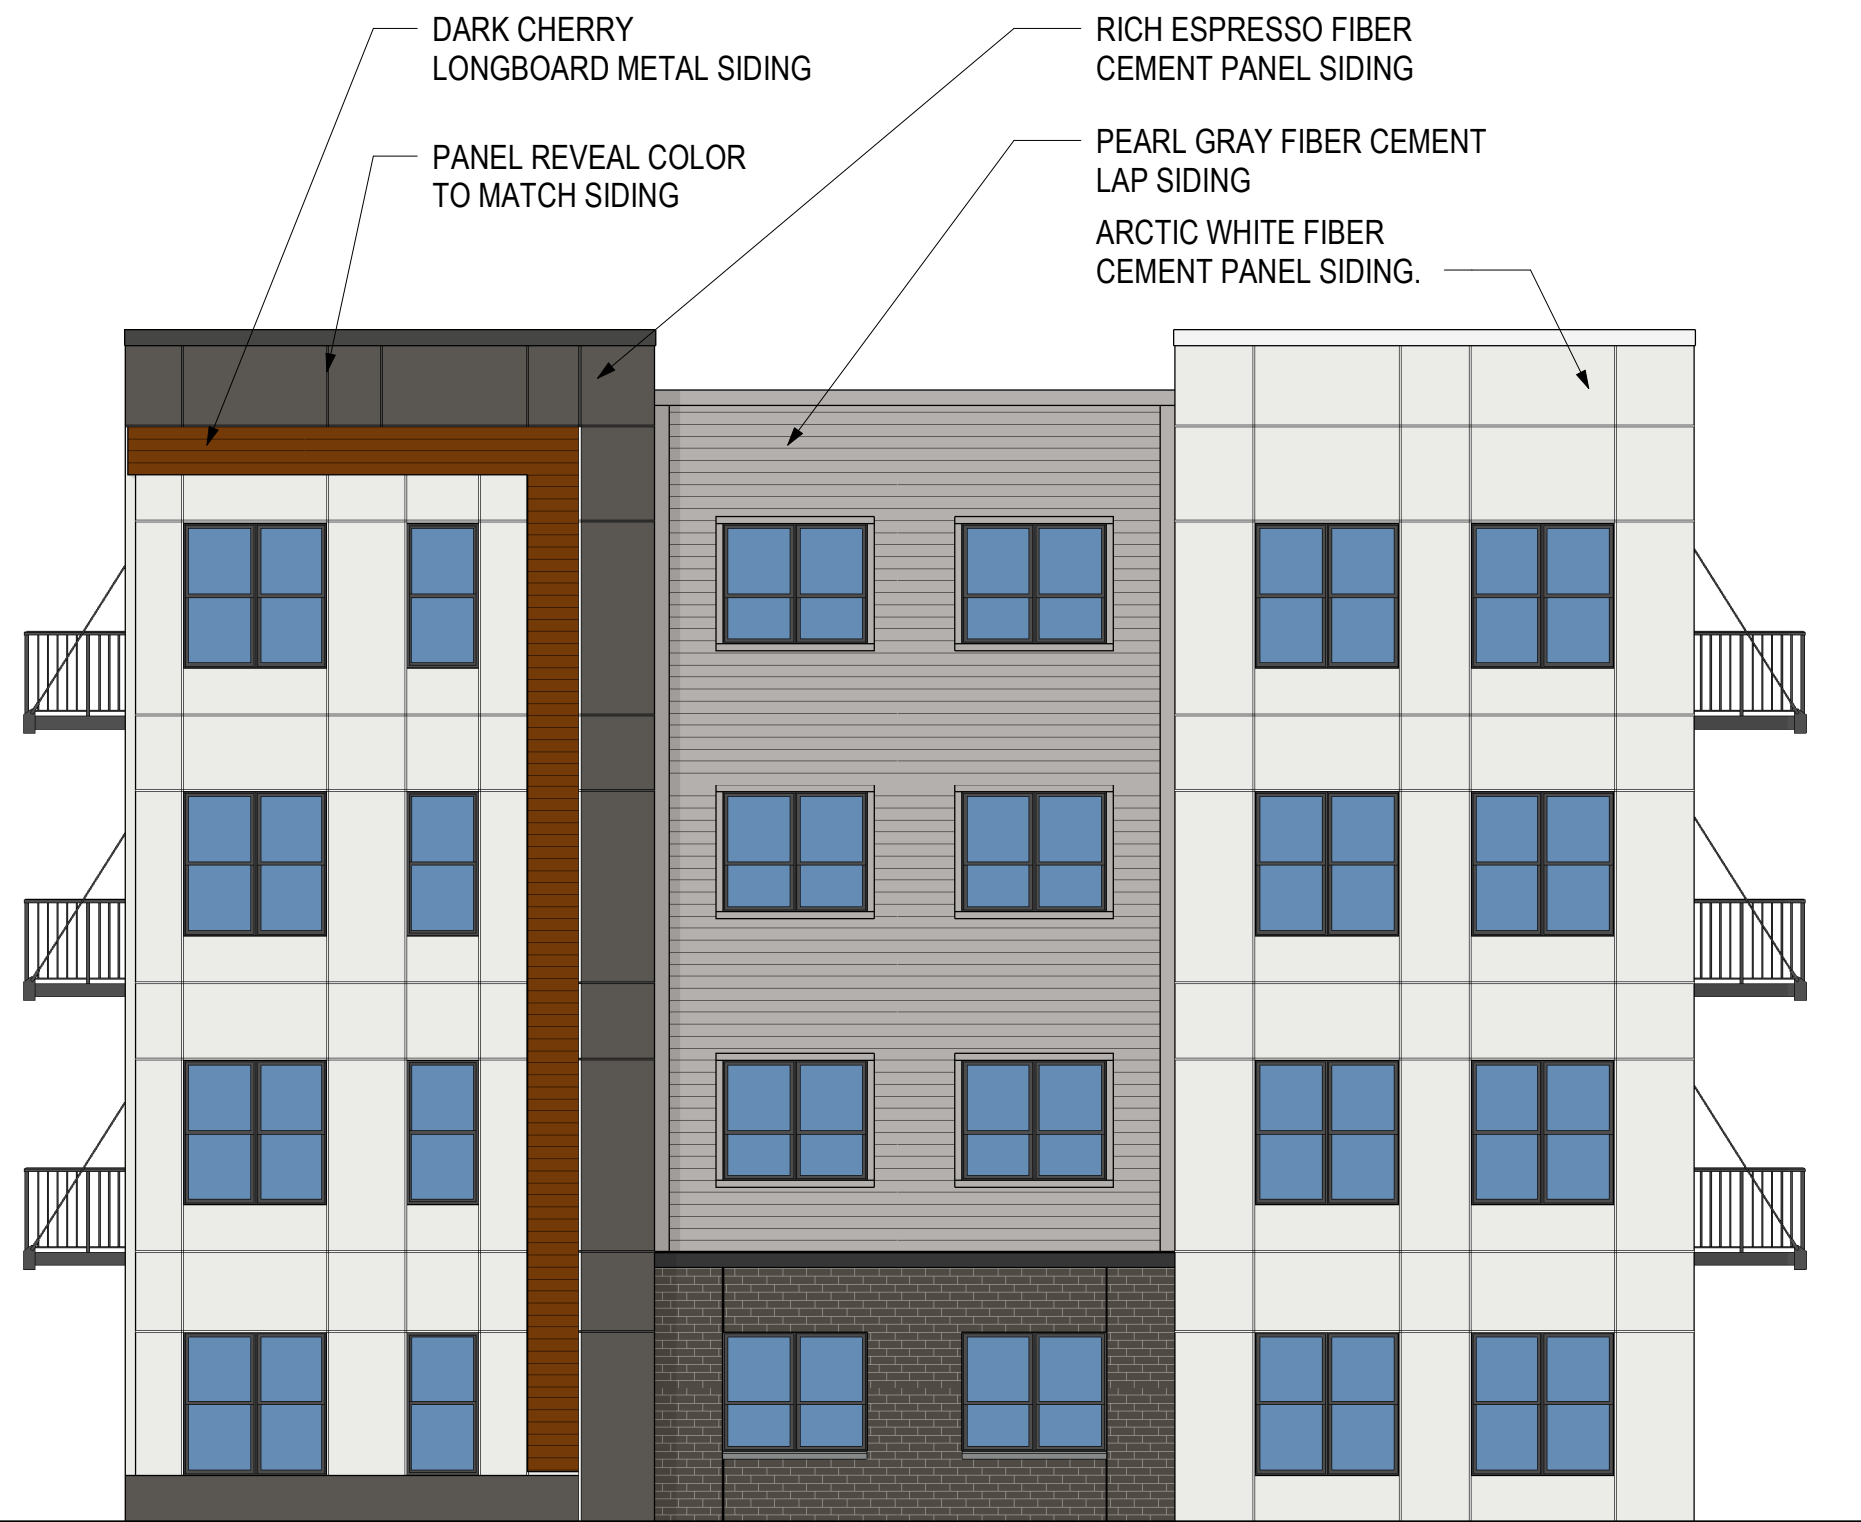 DARK CHERRY
LONGBOARD METAL SIDING
PANEL REVEAL COLOR
TO MATCH SIDING
RICH ESPRESSO FIBER
CEMENT PANEL SIDING
PEARL GRAY FIBER CEMENT
LAP SIDING
ARCTIC WHITE FIBER
CEMENT PANEL SIDING.